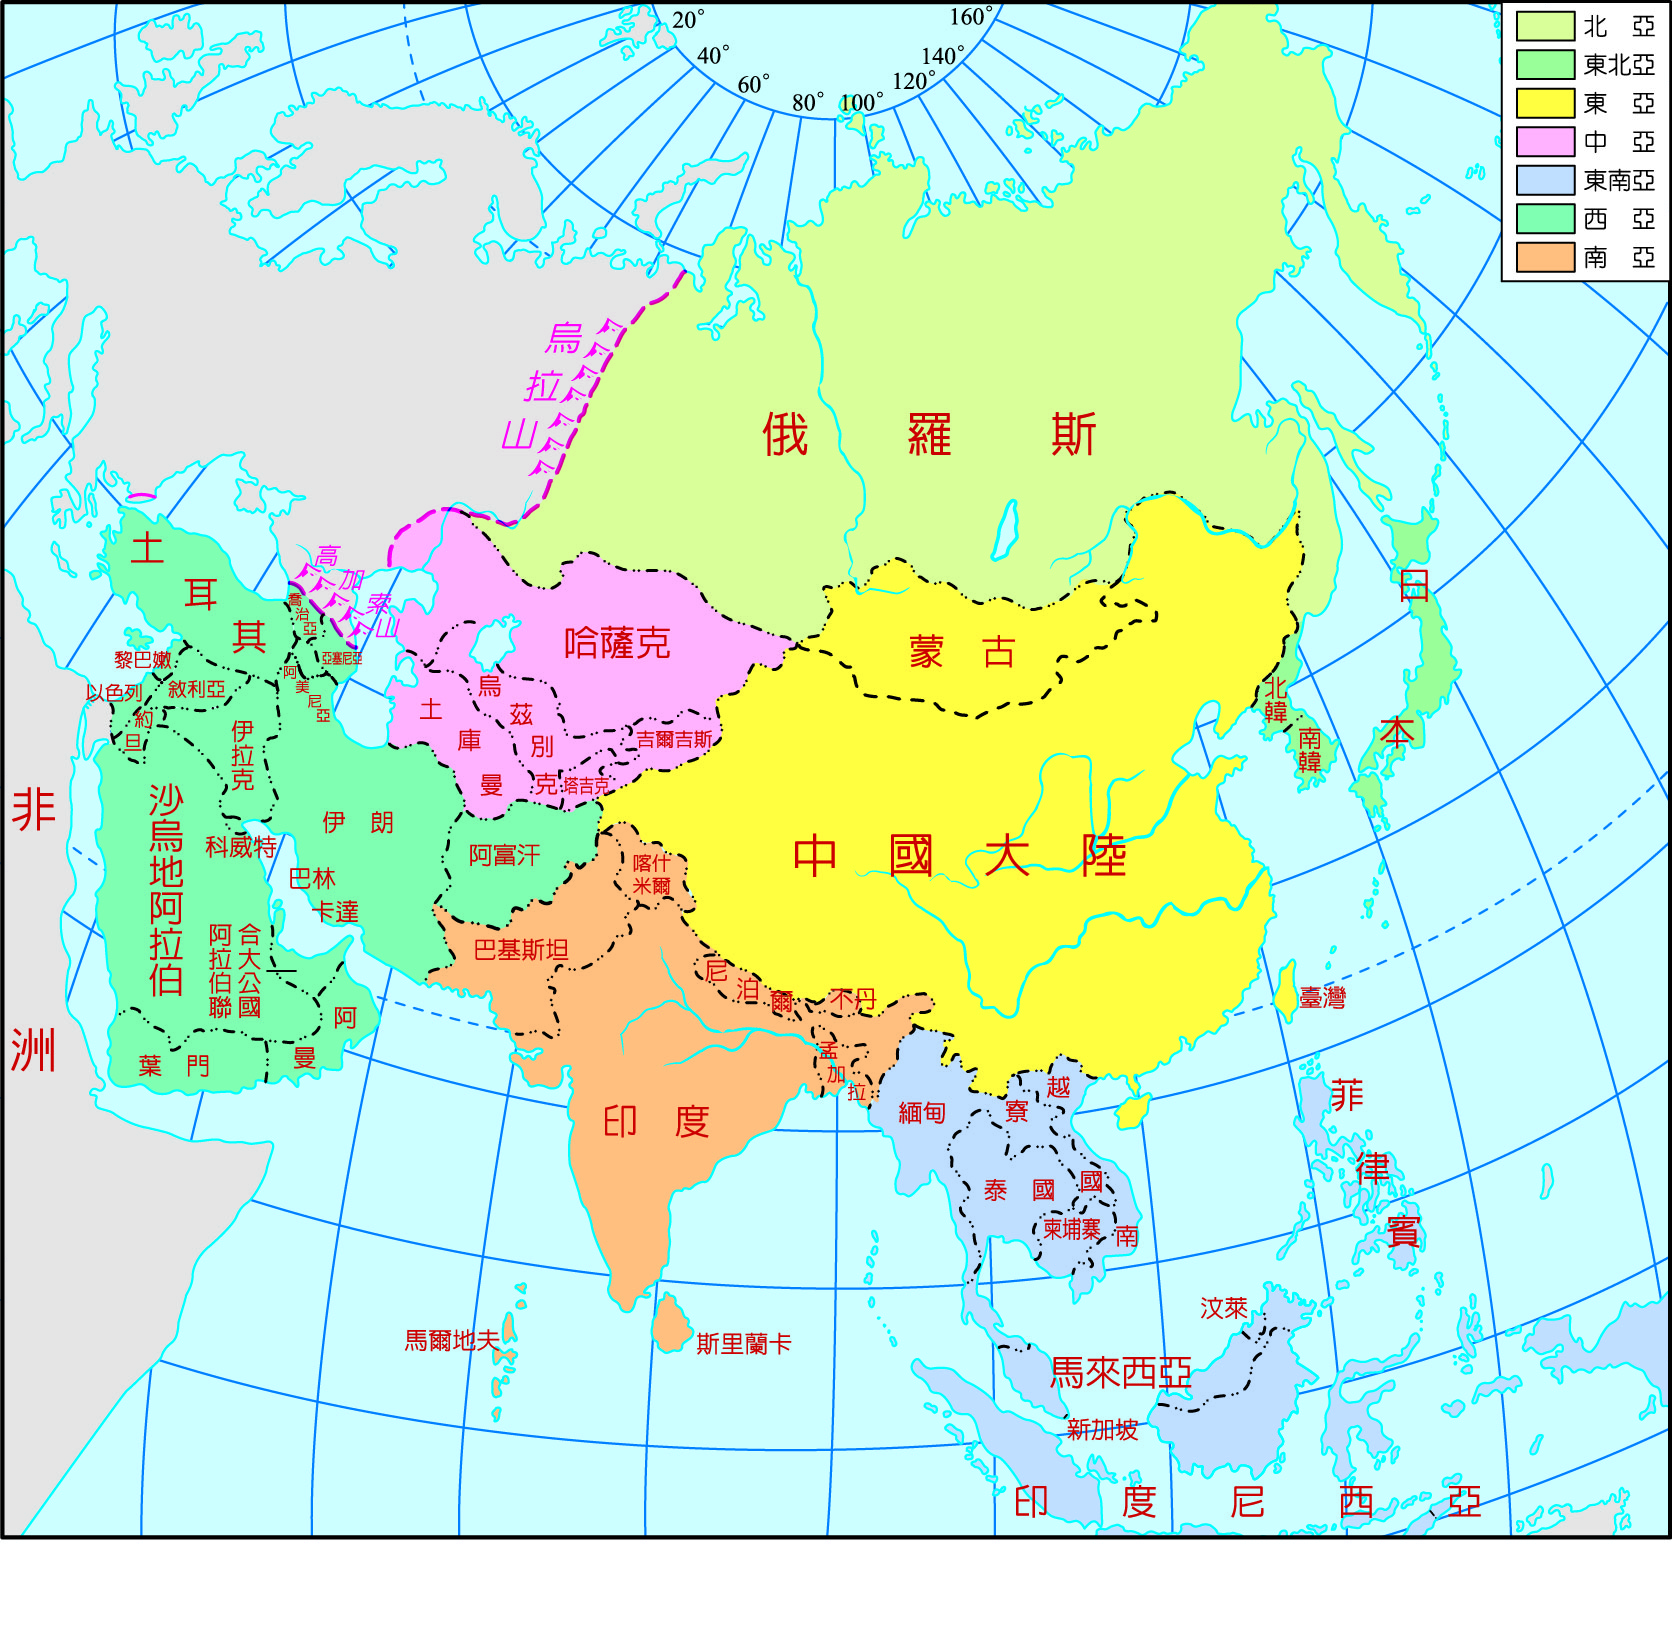 20°
40°
60°
80°
100°
120°
140°
160°
北 亞
東北亞
東 亞
中 亞
東南亞
西 亞
南 亞
烏拉山
俄羅斯
高加索山
土耳其
喬治亞
亞塞尼亞
阿美尼亞
黎巴嫩
以色列
敘利亞
約旦
伊拉克
哈薩克
烏茲別克
土庫曼
吉爾吉斯
塔吉克
蒙古
日本
北韓
南韓
非洲
沙烏地阿拉伯
科威特
伊朗
巴林
卡達
阿拉伯聯
合大公國
阿曼
葉門
阿富汗
喀什
米爾
巴基斯坦
中國大陸
尼泊爾
不丹
孟加拉
印度
臺灣
緬甸
寮國
越南
泰國
柬埔寨
菲律賓
馬爾地夫
斯里蘭卡
汶萊
馬來西亞
新加坡
印度尼西亞